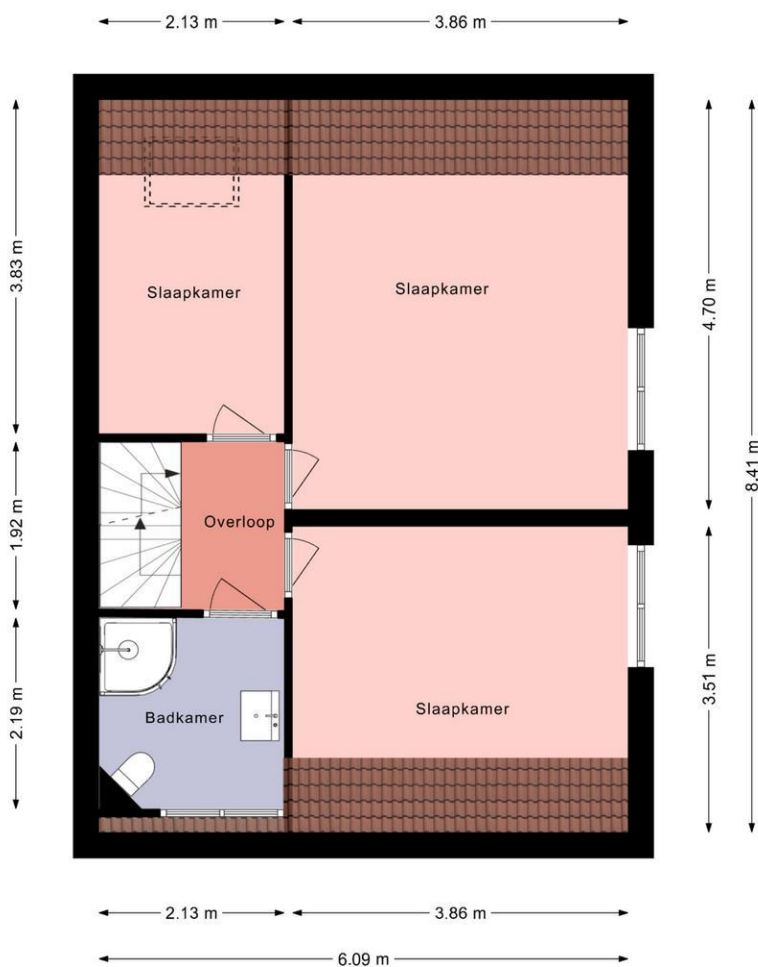 2.13 m
3.86 m
3.83 m
Slaapkamer
Slaapkamer
4.70 m
8.41 m
1.92 m
Overloop
2.19 m
Badkamer
Slaapkamer
3.51 m
2.13 m
3.86 m
6.09 m